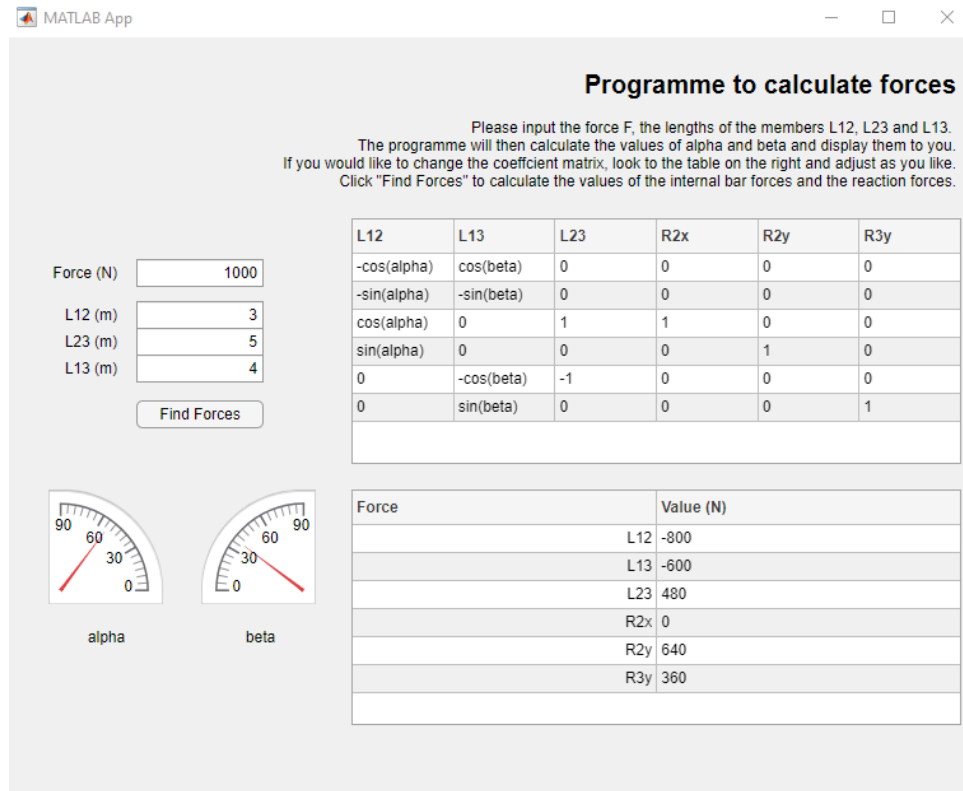 MATLAB App
Programme to calculate forces
Please input the force F, the lengths of the members L12, L23 and L13.
The programme will then calculate the values of alpha and beta and display them to you.
If you would like to change the coeffcient matrix, look to the table on the right and adjust as you like.
Click "Find Forces" to calculate the values of the internal bar forces and the reaction forces.
Force (N) 1000
L12 (m) 3
L23 (m) 5
L13 (m) 4
Find Forces
L12 L13 L23 R2x R2y R3y
-cos(alpha) cos(beta) 0 0 0 0
-sin(alpha) -sin(beta) 0 0 0 0
cos(alpha) 0 1 1 0 0
sin(alpha) 0 0 0 1 0
0 -cos(beta) -1 0 0 0
0 sin(beta) 0 0 0 1
90
60
30
0
alpha
90
60
30
0
beta
Force Value (N)
L12 -800
L13 -600
L23 480
R2x 0
R2y 640
R3y 360